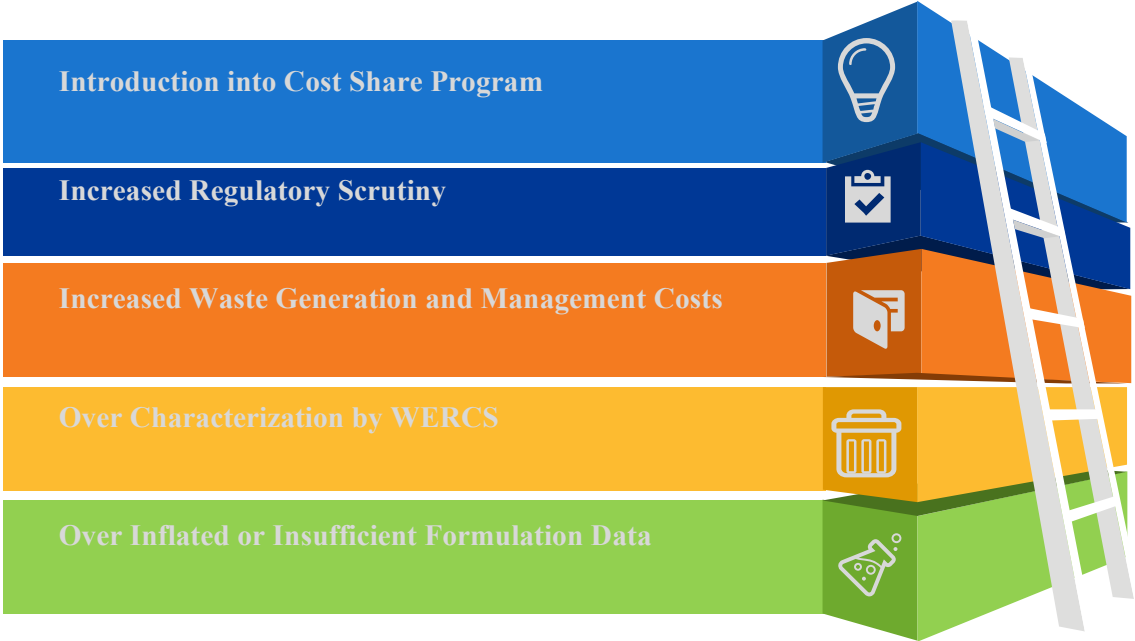 Introduction into Cost Share Program
Increased Regulatory Scrutiny
Increased Waste Generation and Management Costs
Over Characterization by WERCS
Over Inflated or Insufficient Formulation Data